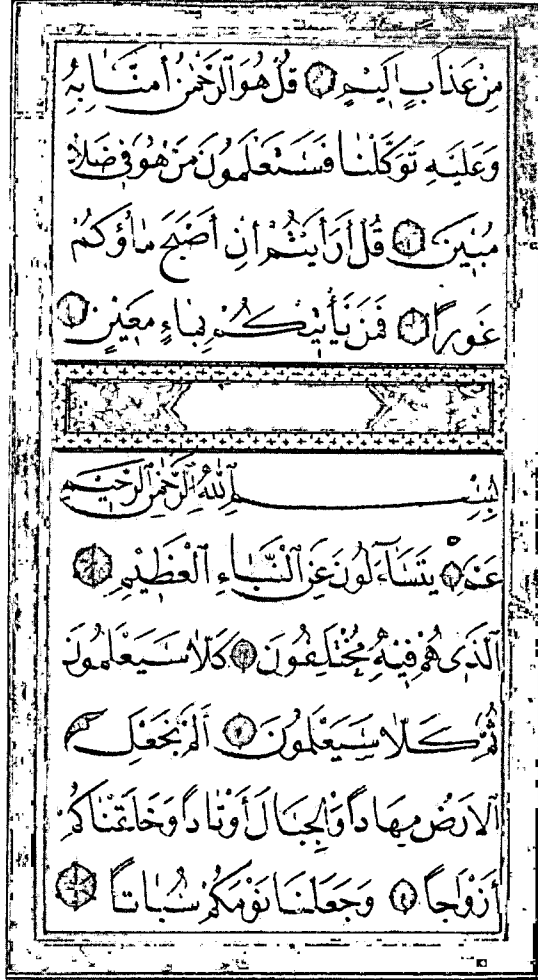 مِنْ عَذَابٍ اَلِيمٍ قُلْ هُوَ الرَّحْمٰنُ اٰمَنَّا بِهِ
وَعَلَيْهِ تَوَكَّلْنَا فَسَتَعْلَمُونَ مَنْ هُوَ فِي ضَلَالٍ
مُبِينٍ قُلْ أَرَأَيْتُمْ اِنْ أَصْبَحَ مَاؤُكُمْ
غَوْرًا فَمَنْ يَأْتِيكُمْ بِمَاءٍ مَعِينٍ
بِسْمِ اللّٰهِ الرَّحْمٰنِ الرَّحِيمِ
عَمَّ يَتَسَآءَلُونَ عَنِ النَّبَاءِ الْعَظِيمِ
الَّذِي هُمْ فِيهِ مُخْتَلِفُونَ كَلَّا سَيَعْلَمُونَ
ثُمَّ كَلَّا سَيَعْلَمُونَ أَلَمْ نَجْعَلِ
الْاَرْضَ مِهَادًا وَالْجِبَالَ أَوْتَادًا وَخَلَقْنَاكُمْ
أَزْوَاجًا وَجَعَلْنَا نَوْمَكُمْ سُبَاتًا